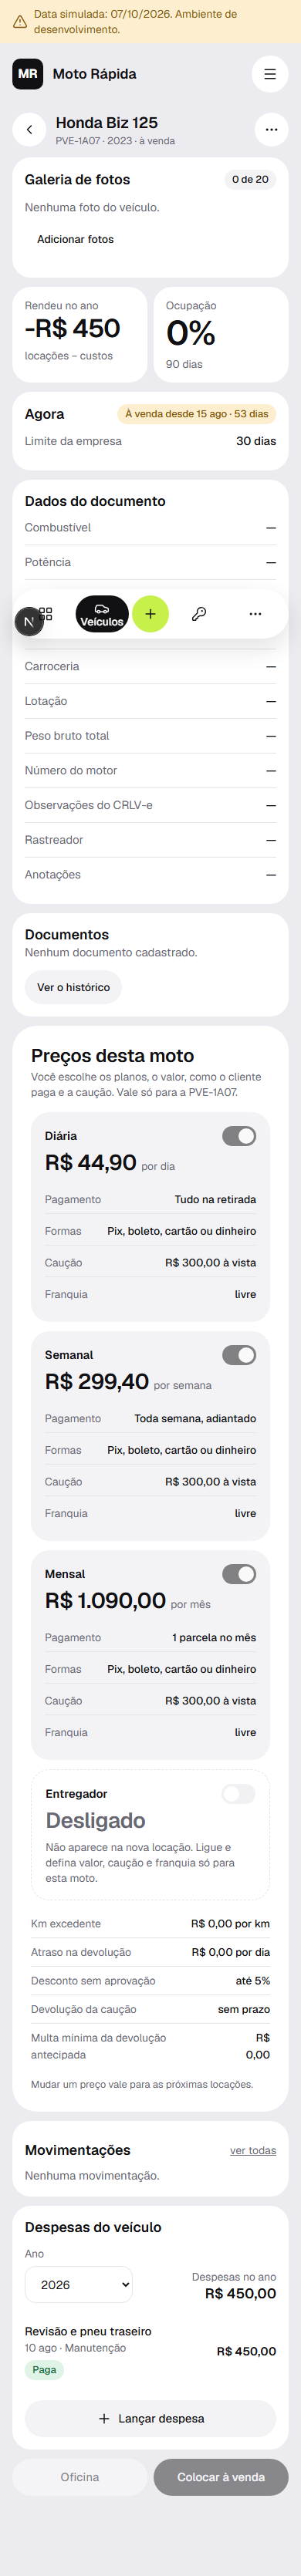 Data simulada: 07/10/2026. Ambiente de
desenvolvimento.
MR
Moto Rápida
Honda Biz 125
PVE-1A07 · 2023 · à venda
Galeria de fotos
0 de 20
Nenhuma foto do veículo.
Adicionar fotos
Rendeu no ano
-R$ 450
locações − custos
Ocupação
0%
90 dias
Agora
À venda desde 15 ago · 53 dias
Limite da empresa
30 dias
Dados do documento
Combustível —
Potência —
N
Veículos
Carroceria —
Lotação —
Peso bruto total —
Número do motor —
Observações do CRLV-e —
Rastreador —
Anotações —
Documentos
Nenhum documento cadastrado.
Ver o histórico
Preços desta moto
Você escolhe os planos, o valor, como o cliente
paga e a caução. Vale só para a PVE-1A07.
Diária
R$ 44,90 por dia
Pagamento Tudo na retirada
Formas Pix, boleto, cartão ou dinheiro
Caução R$ 300,00 à vista
Franquia livre
Semanal
R$ 299,40 por semana
Pagamento Toda semana, adiantado
Formas Pix, boleto, cartão ou dinheiro
Caução R$ 300,00 à vista
Franquia livre
Mensal
R$ 1.090,00 por mês
Pagamento 1 parcela no mês
Formas Pix, boleto, cartão ou dinheiro
Caução R$ 300,00 à vista
Franquia livre
Entregador
Desligado
Não aparece na nova locação. Ligue e
defina valor, caução e franquia só para
esta moto.
Km excedente R$ 0,00 por km
Atraso na devolução R$ 0,00 por dia
Desconto sem aprovação até 5%
Devolução da caução sem prazo
Multa mínima da devolução R$
antecipada 0,00
Mudar um preço vale para as próximas locações.
Movimentações
ver todas
Nenhuma movimentação.
Despesas do veículo
Ano
2026
Despesas no ano
R$ 450,00
Revisão e pneu traseiro
10 ago · Manutenção
R$ 450,00
Paga
+ Lançar despesa
Oficina
Colocar à venda